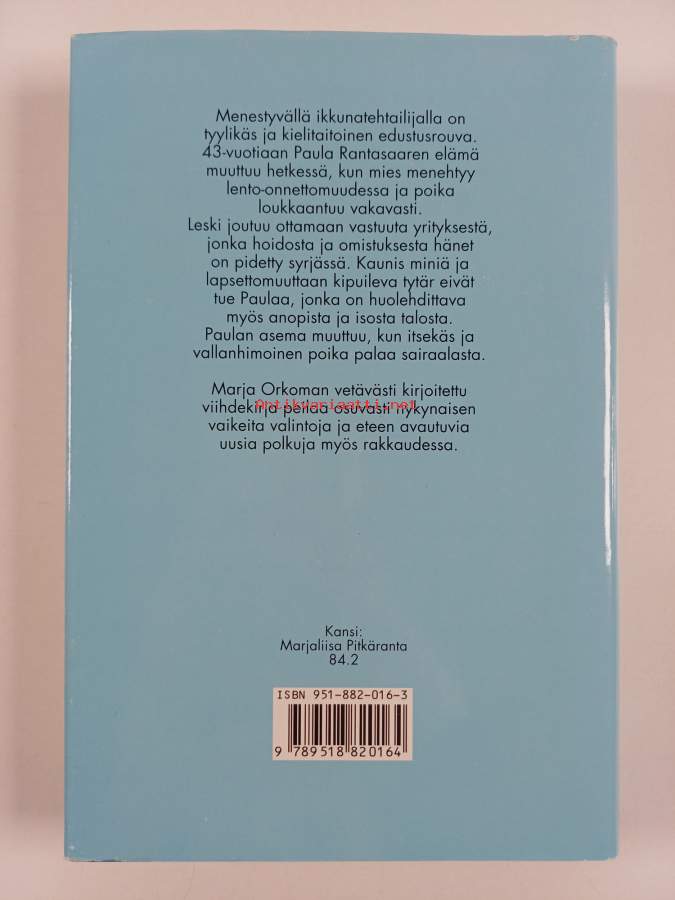 Menestyvällä ikkunatehtailijalla on
tyylikäs ja kielitaitoinen edustusrouva.
43-vuotiaan Paula Rantasaaren elämä
muuttuu hetkessä, kun mies menehtyy
lento-onnettomuudessa ja poika
loukkaantuu vakavasti.
Leski joutuu ottamaan vastuuta yrityksestä,
jonka hoidosta ja omistuksesta hänet
on pidetty syrjässä. Kaunis miniä ja
lapsettomuuttaan kipuileva tytär eivät
tue Paulaa, jonka on huolehdittava
myös anopista ja isosta talosta.
Paulan asema muuttuu, kun itsekäs ja
vallanhimoinen poika palaa sairaalasta.
Marja Orkoman vetävästi kirjoitettu
Antikvariaatti.net
viihdekirja peilaa osuvasti nykynaisen
vaikeita valintoja ja eteen avautuvia
uusia polkuja myös rakkaudessa.
Kansi:
Marjaliisa Pitkäranta
84.2
ISBN 951-882-016-3
9 789518 820164